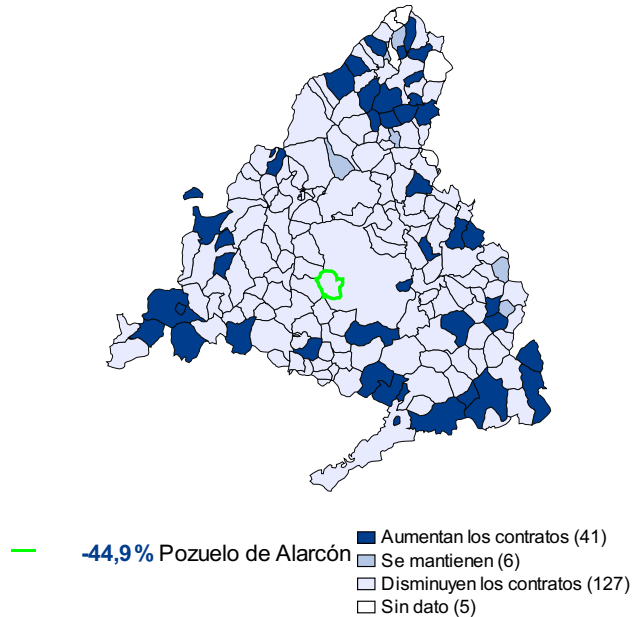 -44,9% Pozuelo de Alarcón
Aumentan los contratos (41)
Se mantienen (6)
Disminuyen los contratos (127)
Sin dato (5)